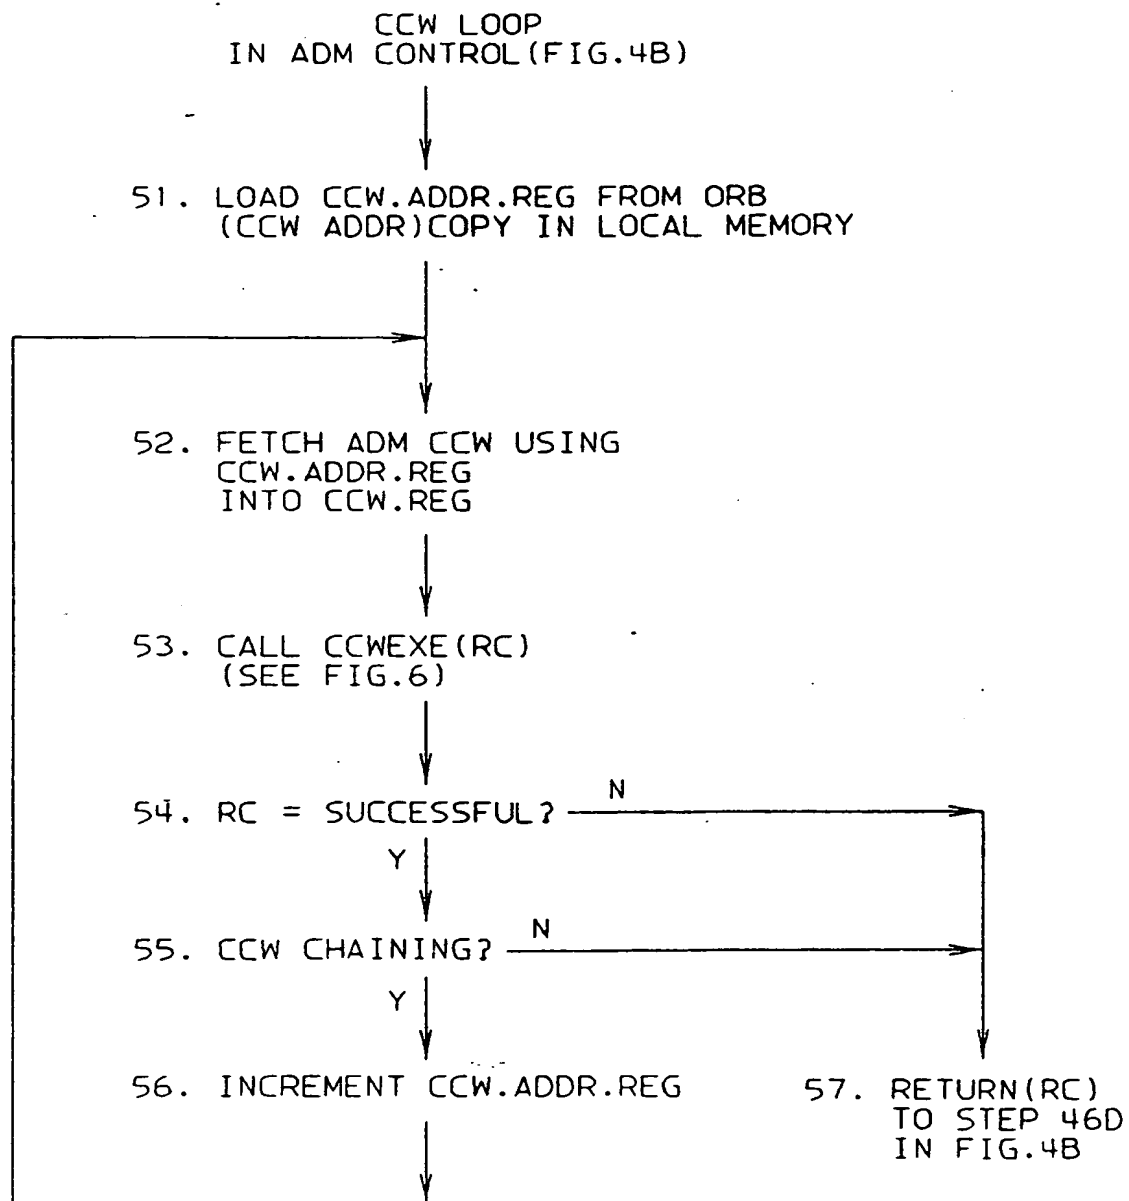 CCW LOOP
IN ADM CONTROL(FIG.4B)
51. LOAD CCW.ADDR.REG FROM ORB
(CCW ADDR)COPY IN LOCAL MEMORY
52. FETCH ADM CCW USING
CCW.ADDR.REG
INTO CCW.REG
53. CALL CCWEXE(RC)
(SEE FIG.6)
54. RC = SUCCESSFUL?
N
Y
55. CCW CHAINING?
N
Y
56. INCREMENT CCW.ADDR.REG
57. RETURN(RC)
TO STEP 46D
IN FIG.4B